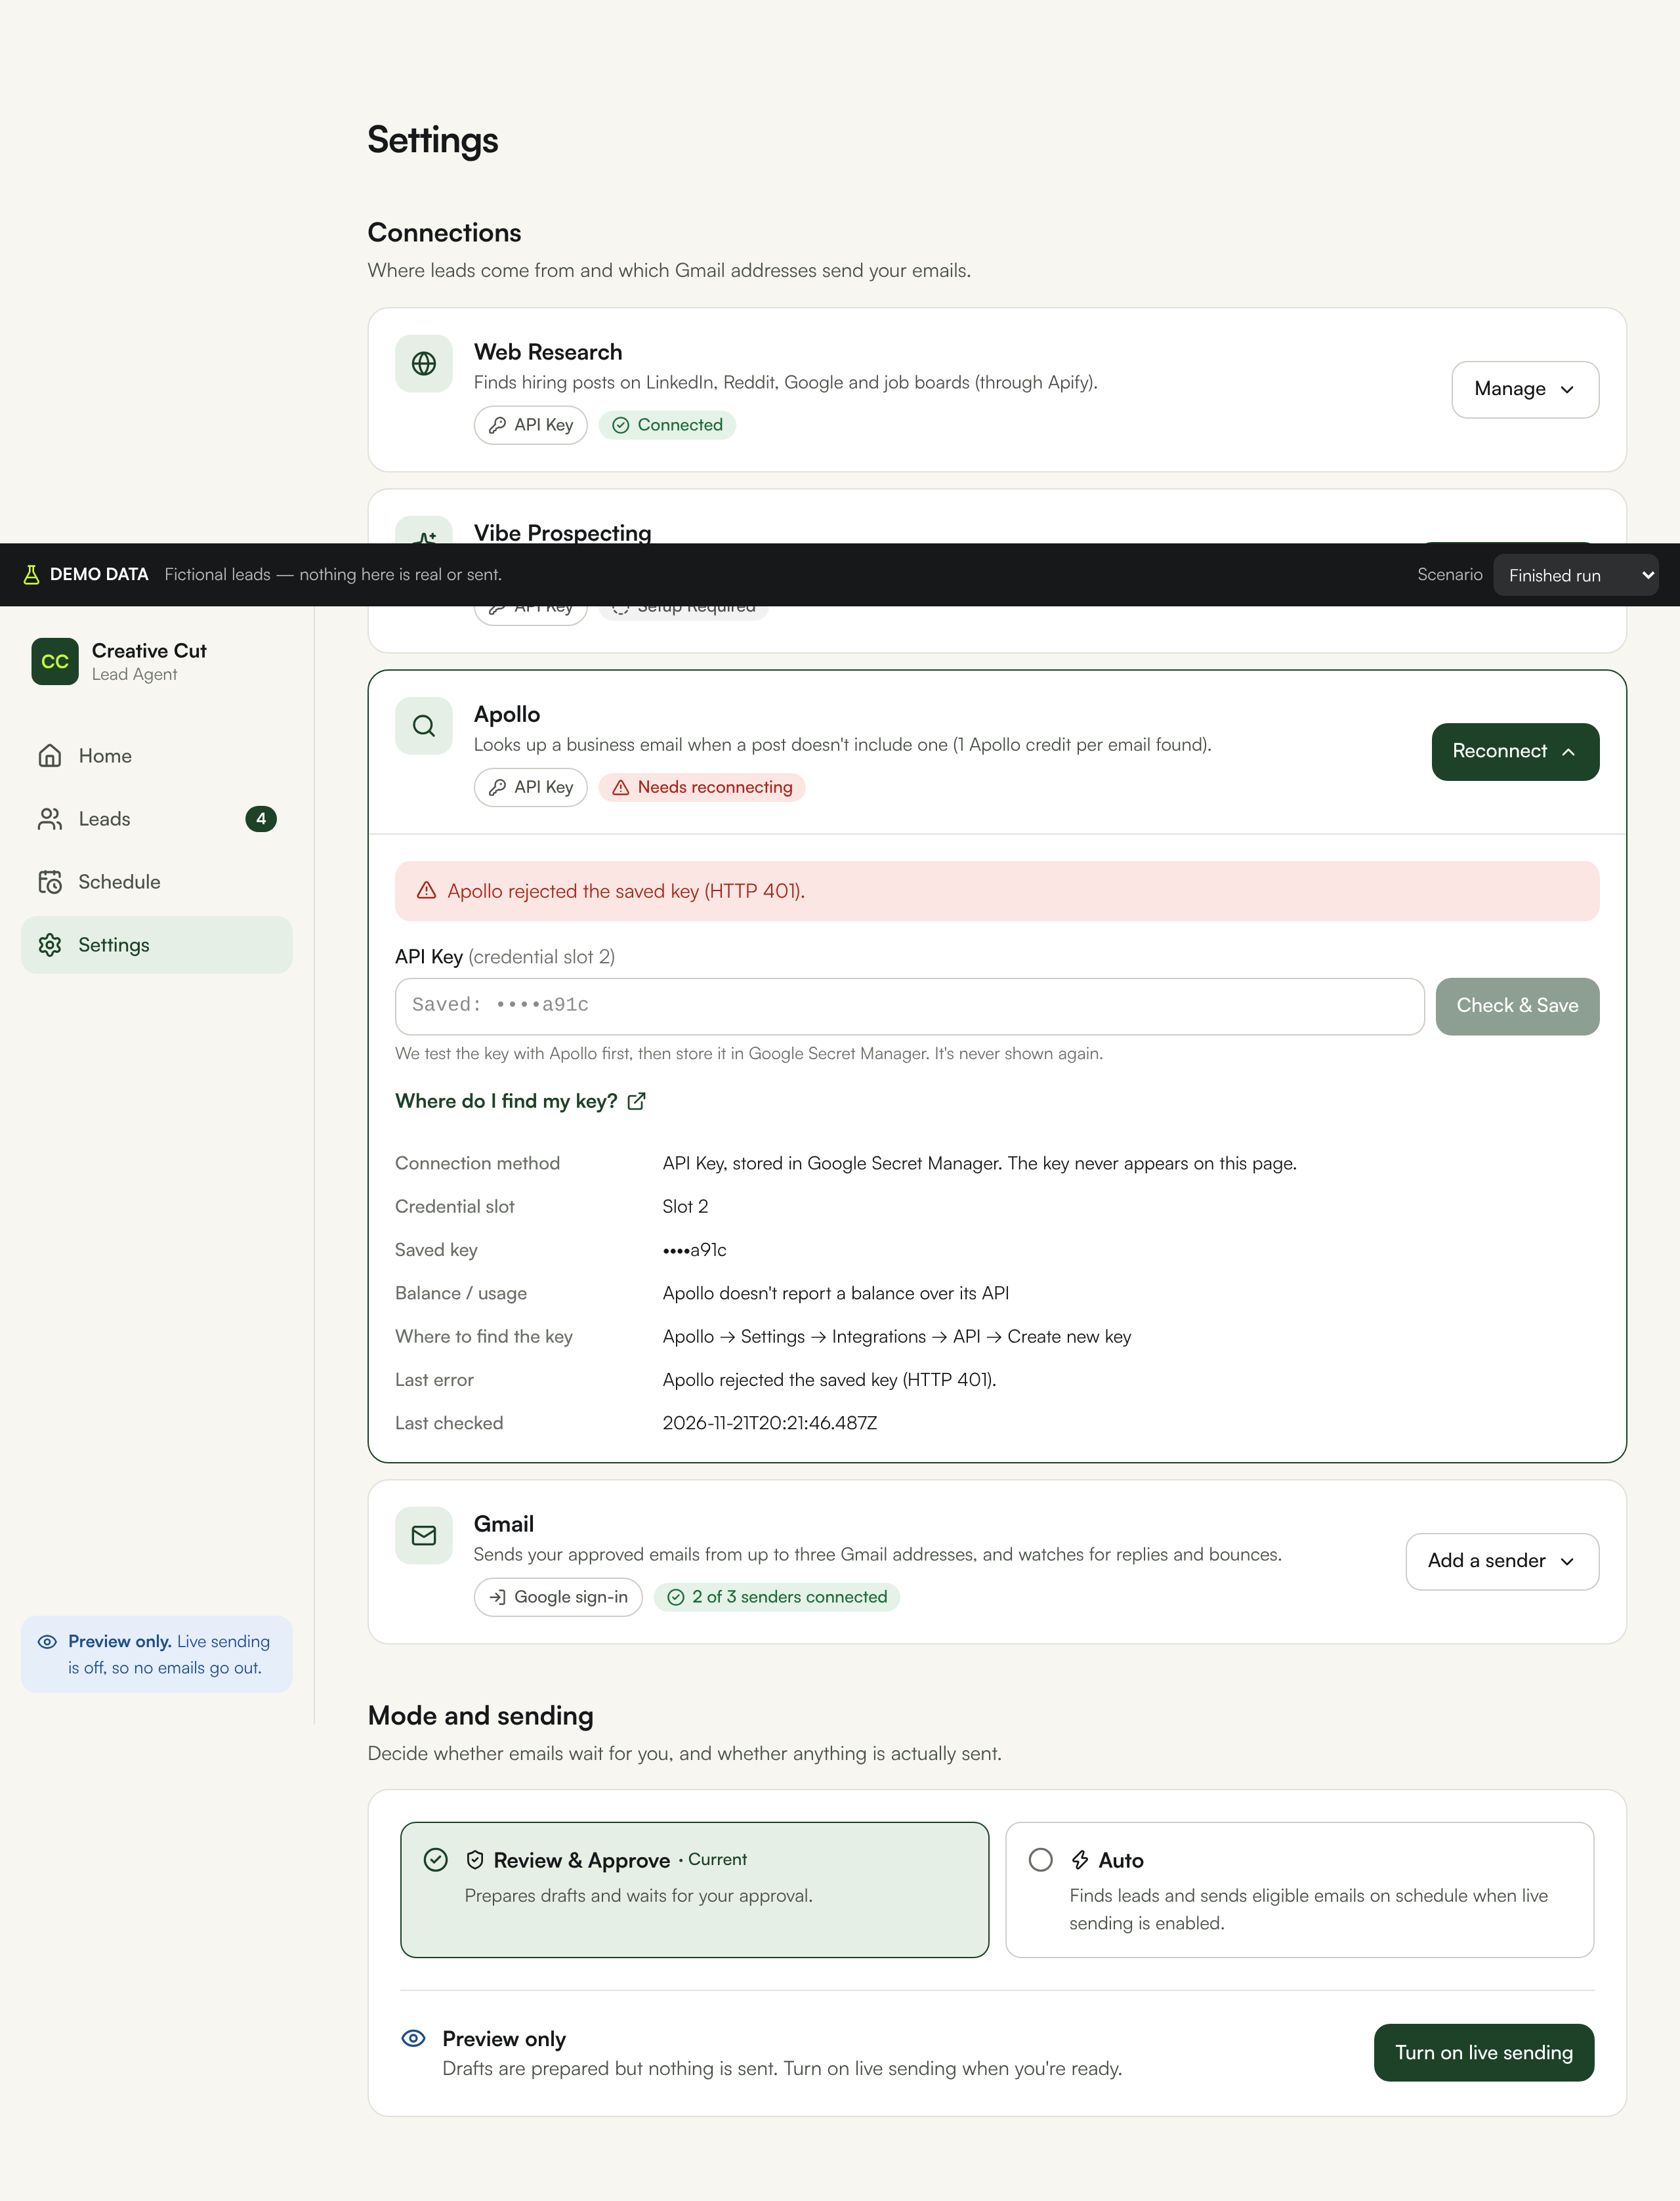 Settings
Connections
Where leads come from and which Gmail addresses send your emails.
Web Research
Finds hiring posts on LinkedIn, Reddit, Google and job boards (through Apify).
API Key
Connected
Manage
Vibe Prospecting
DEMO DATA Fictional leads — nothing here is real or sent.
Scenario Finished run
API Key
Setup Required
CC
Creative Cut
Lead Agent
Home
Leads 4
Schedule
Settings
Preview only. Live sending
is off, so no emails go out.
Apollo
Looks up a business email when a post doesn't include one (1 Apollo credit per email found).
API Key
Needs reconnecting
Reconnect
Apollo rejected the saved key (HTTP 401).
API Key (credential slot 2)
Saved: ••••a91c
Check & Save
We test the key with Apollo first, then store it in Google Secret Manager. It's never shown again.
Where do I find my key?
Connection method API Key, stored in Google Secret Manager. The key never appears on this page.
Credential slot Slot 2
Saved key ••••a91c
Balance / usage Apollo doesn't report a balance over its API
Where to find the key Apollo → Settings → Integrations → API → Create new key
Last error Apollo rejected the saved key (HTTP 401).
Last checked 2026-11-21T20:21:46.487Z
Gmail
Sends your approved emails from up to three Gmail addresses, and watches for replies and bounces.
Google sign-in
2 of 3 senders connected
Add a sender
Mode and sending
Decide whether emails wait for you, and whether anything is actually sent.
Review & Approve · Current
Prepares drafts and waits for your approval.
Auto
Finds leads and sends eligible emails on schedule when live
sending is enabled.
Preview only
Drafts are prepared but nothing is sent. Turn on live sending when you're ready.
Turn on live sending